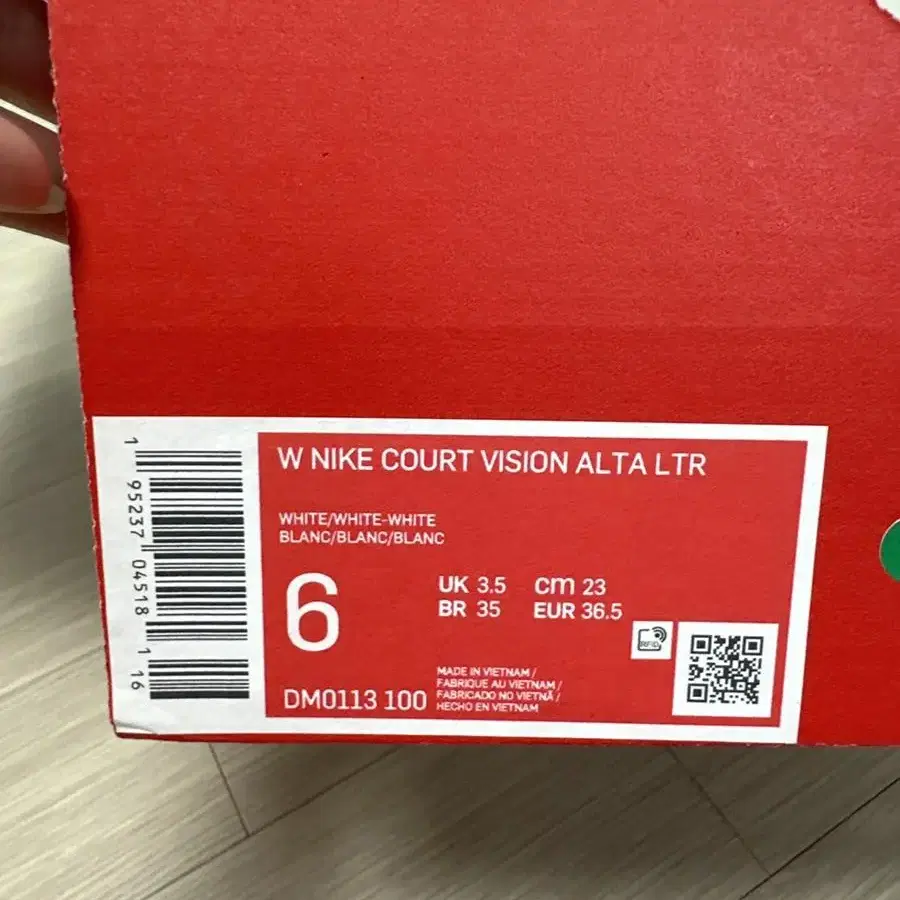 W NIKE COURT VISION ALTA LTR
WHITE/WHITE-WHITE
BLANC/BLANC/BLANC
6
UK 3.5 cm 23
BR 35 EUR 36.5
RFID
DM0113 100
MADE IN VIETNAM /
FABRIQUE AU VIETNAM /
FABRICADO NO VIETNÃ /
HECHO EN VIETNAM
1 95237 04518 1 16